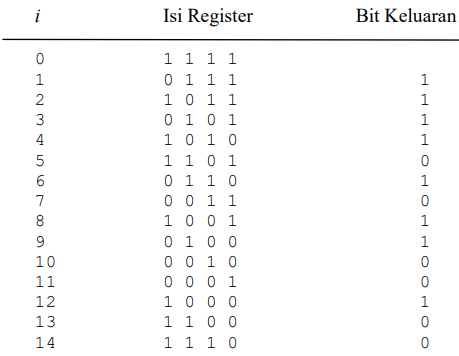 i Isi Register Bit Keluaran
0 1 1 1 1
1 0 1 1 1 1
2 1 0 1 1 1
3 0 1 0 1 1
4 1 0 1 0 1
5 1 1 0 1 0
6 0 1 1 0 1
7 0 0 1 1 0
8 1 0 0 1 1
9 0 1 0 0 1
10 0 0 1 0 0
11 0 0 0 1 0
12 1 0 0 0 1
13 1 1 0 0 0
14 1 1 1 0 0